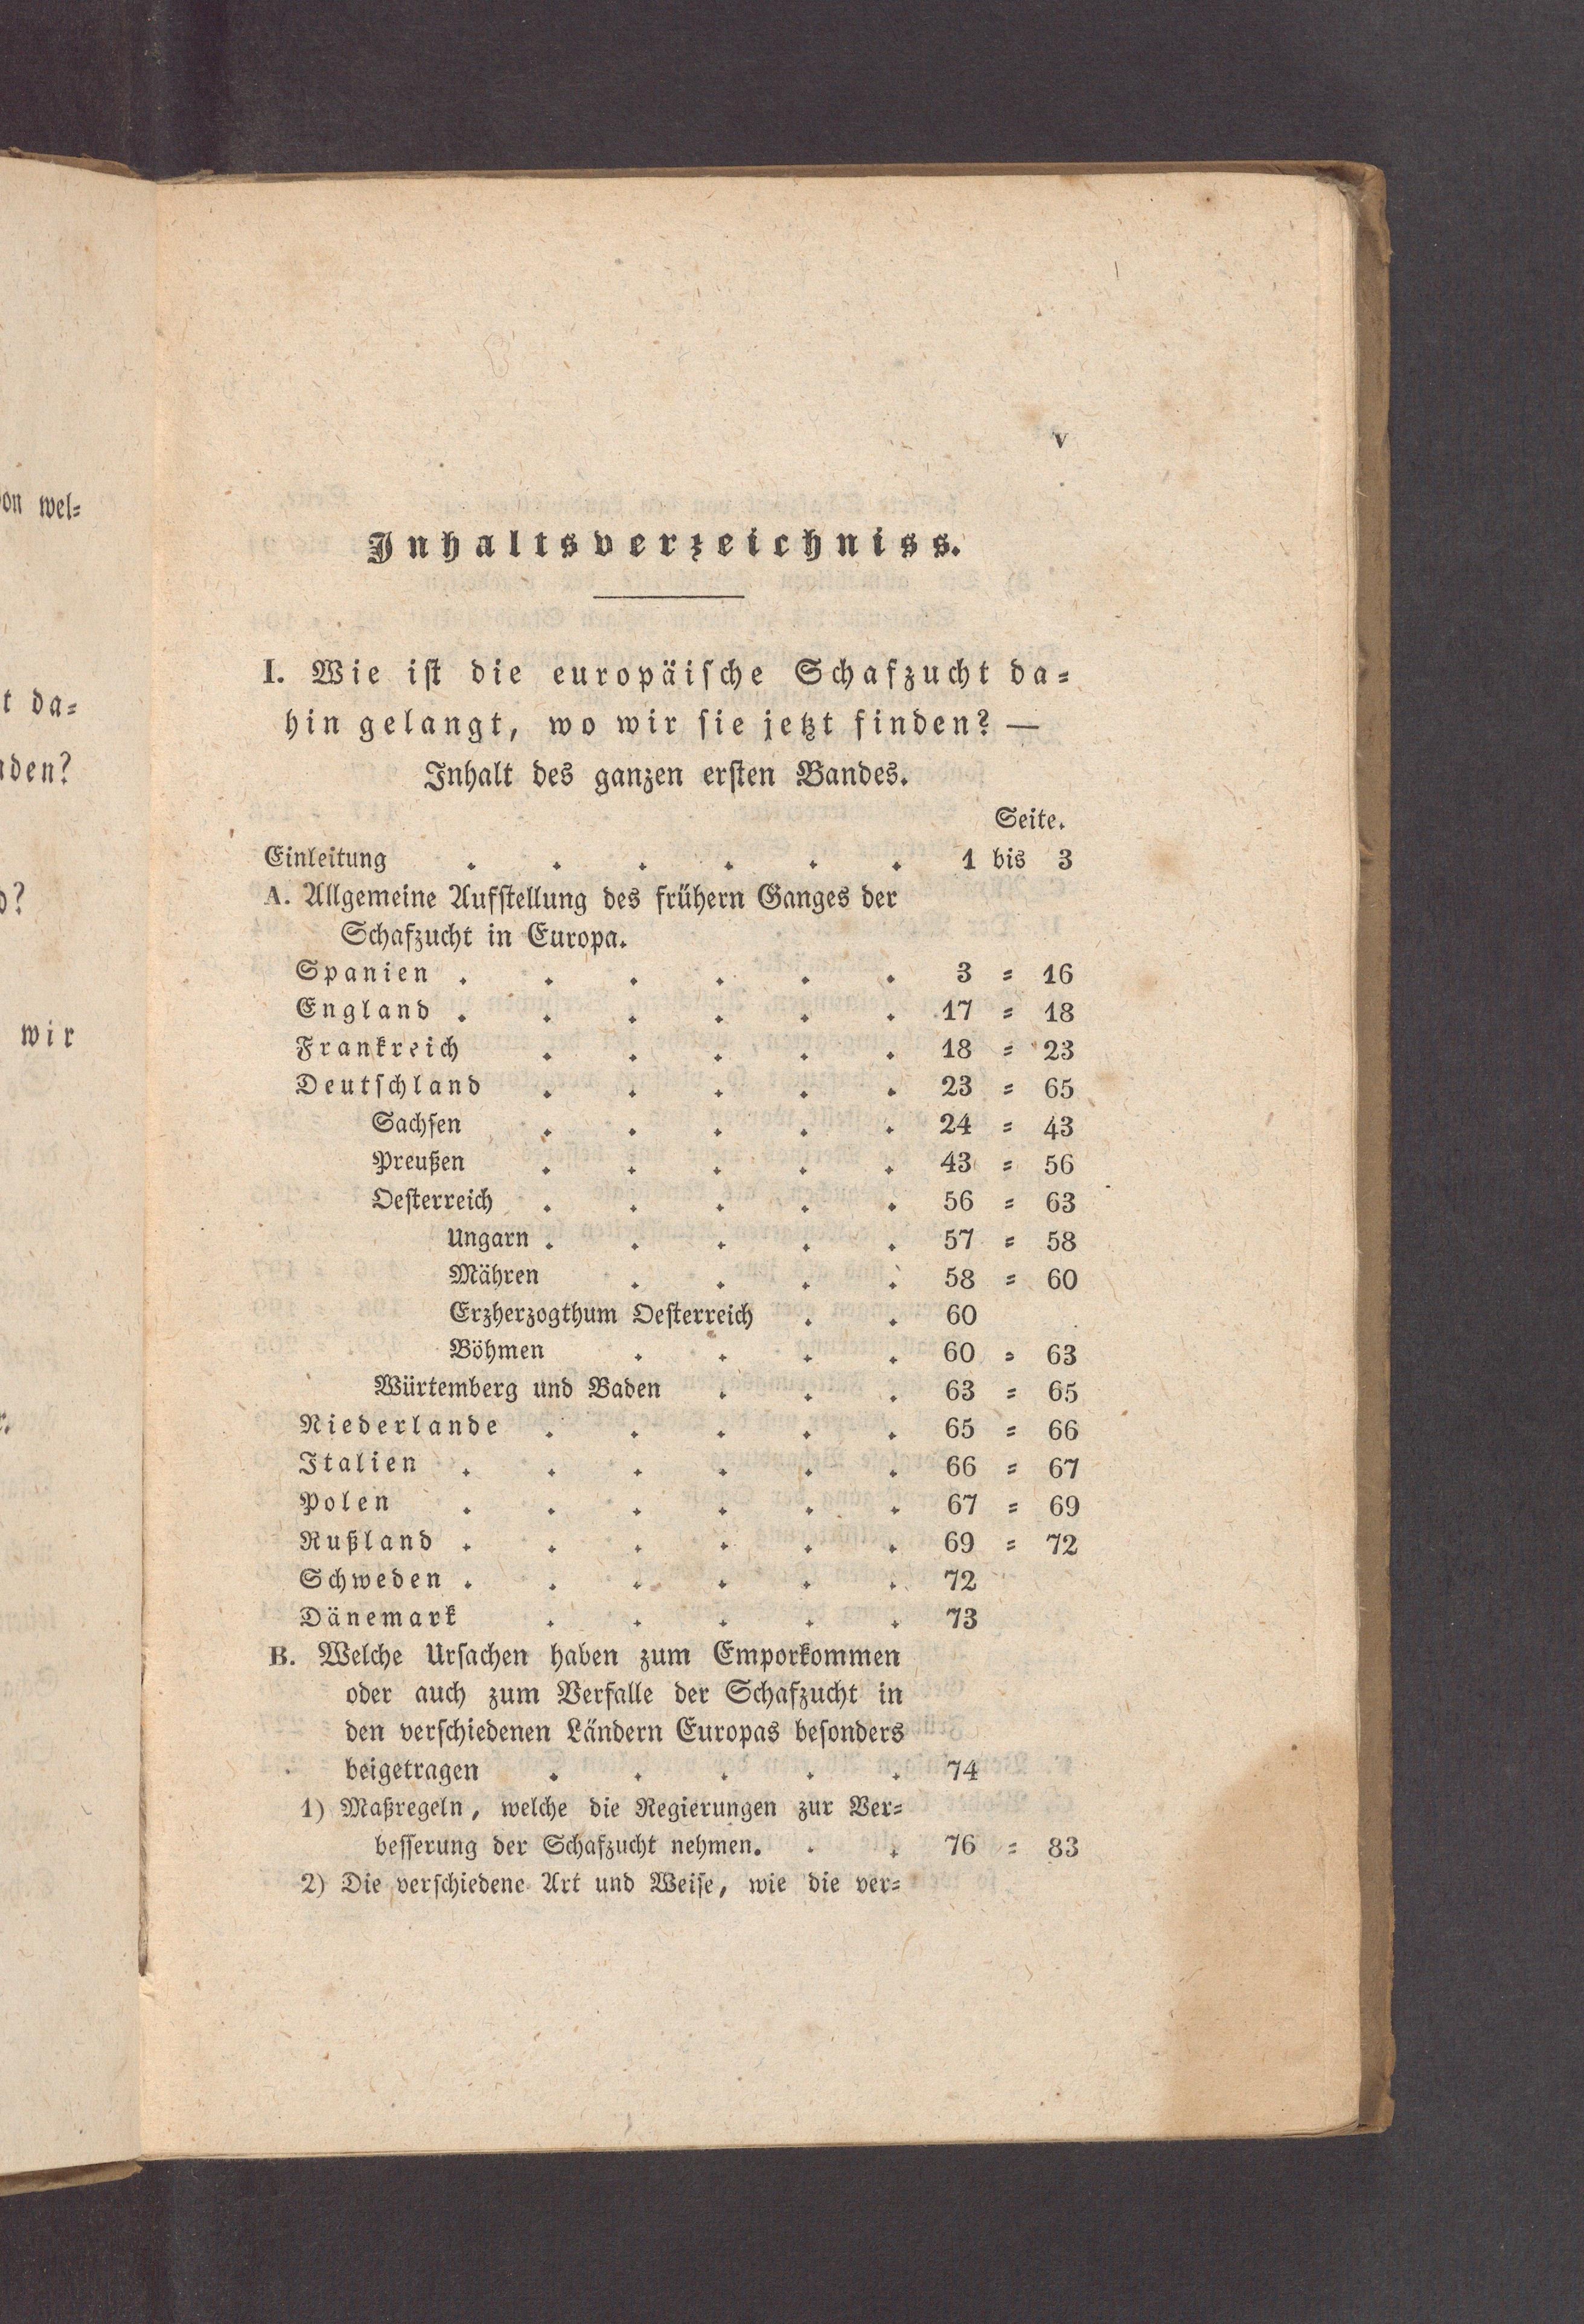 on wel=
t da=
nden?
wir
V
Inhaltsverzeichniss.
I. Wie ist die europäische Schafzucht da=
hin gelangt, wo wir sie jetzt finden? —
Inhalt des ganzen ersten Bandes.
Seite.
Einleitung . . . . . . 1 bis 3
A. Allgemeine Aufstellung des frühern Ganges der
Schafzucht in Europa.
Spanien . . . . . . 3 = 16
England . . . . . . 17 = 18
Frankreich . . . . . 18 = 23
Deutschland . . . . . 23 = 65
Sachsen . . . . . 24 = 43
Preußen . . . . . 43 = 56
Oesterreich . . . . . 56 = 63
Ungarn . . . . . 57 = 58
Mähren . . . . 58 = 60
Erzherzogthum Oesterreich . . 60
Böhmen . . . . 60 = 63
Würtemberg und Baden . . . 63 = 65
Niederlande . . . . . 65 = 66
Italien . . . . . . 66 = 67
Polen . . . . . . 67 = 69
Rußland . . . . . . 69 = 72
Schweden . . . . . . 72
Dänemark . . . . . 73
B. Welche Ursachen haben zum Emporkommen
oder auch zum Verfalle der Schafzucht in
den verschiedenen Ländern Europas besonders
beigetragen . . . . . 74
1) Maßregeln, welche die Regierungen zur Ver=
besserung der Schafzucht nehmen. . . 76 = 83
2) Die verschiedene Art und Weise, wie die ver=